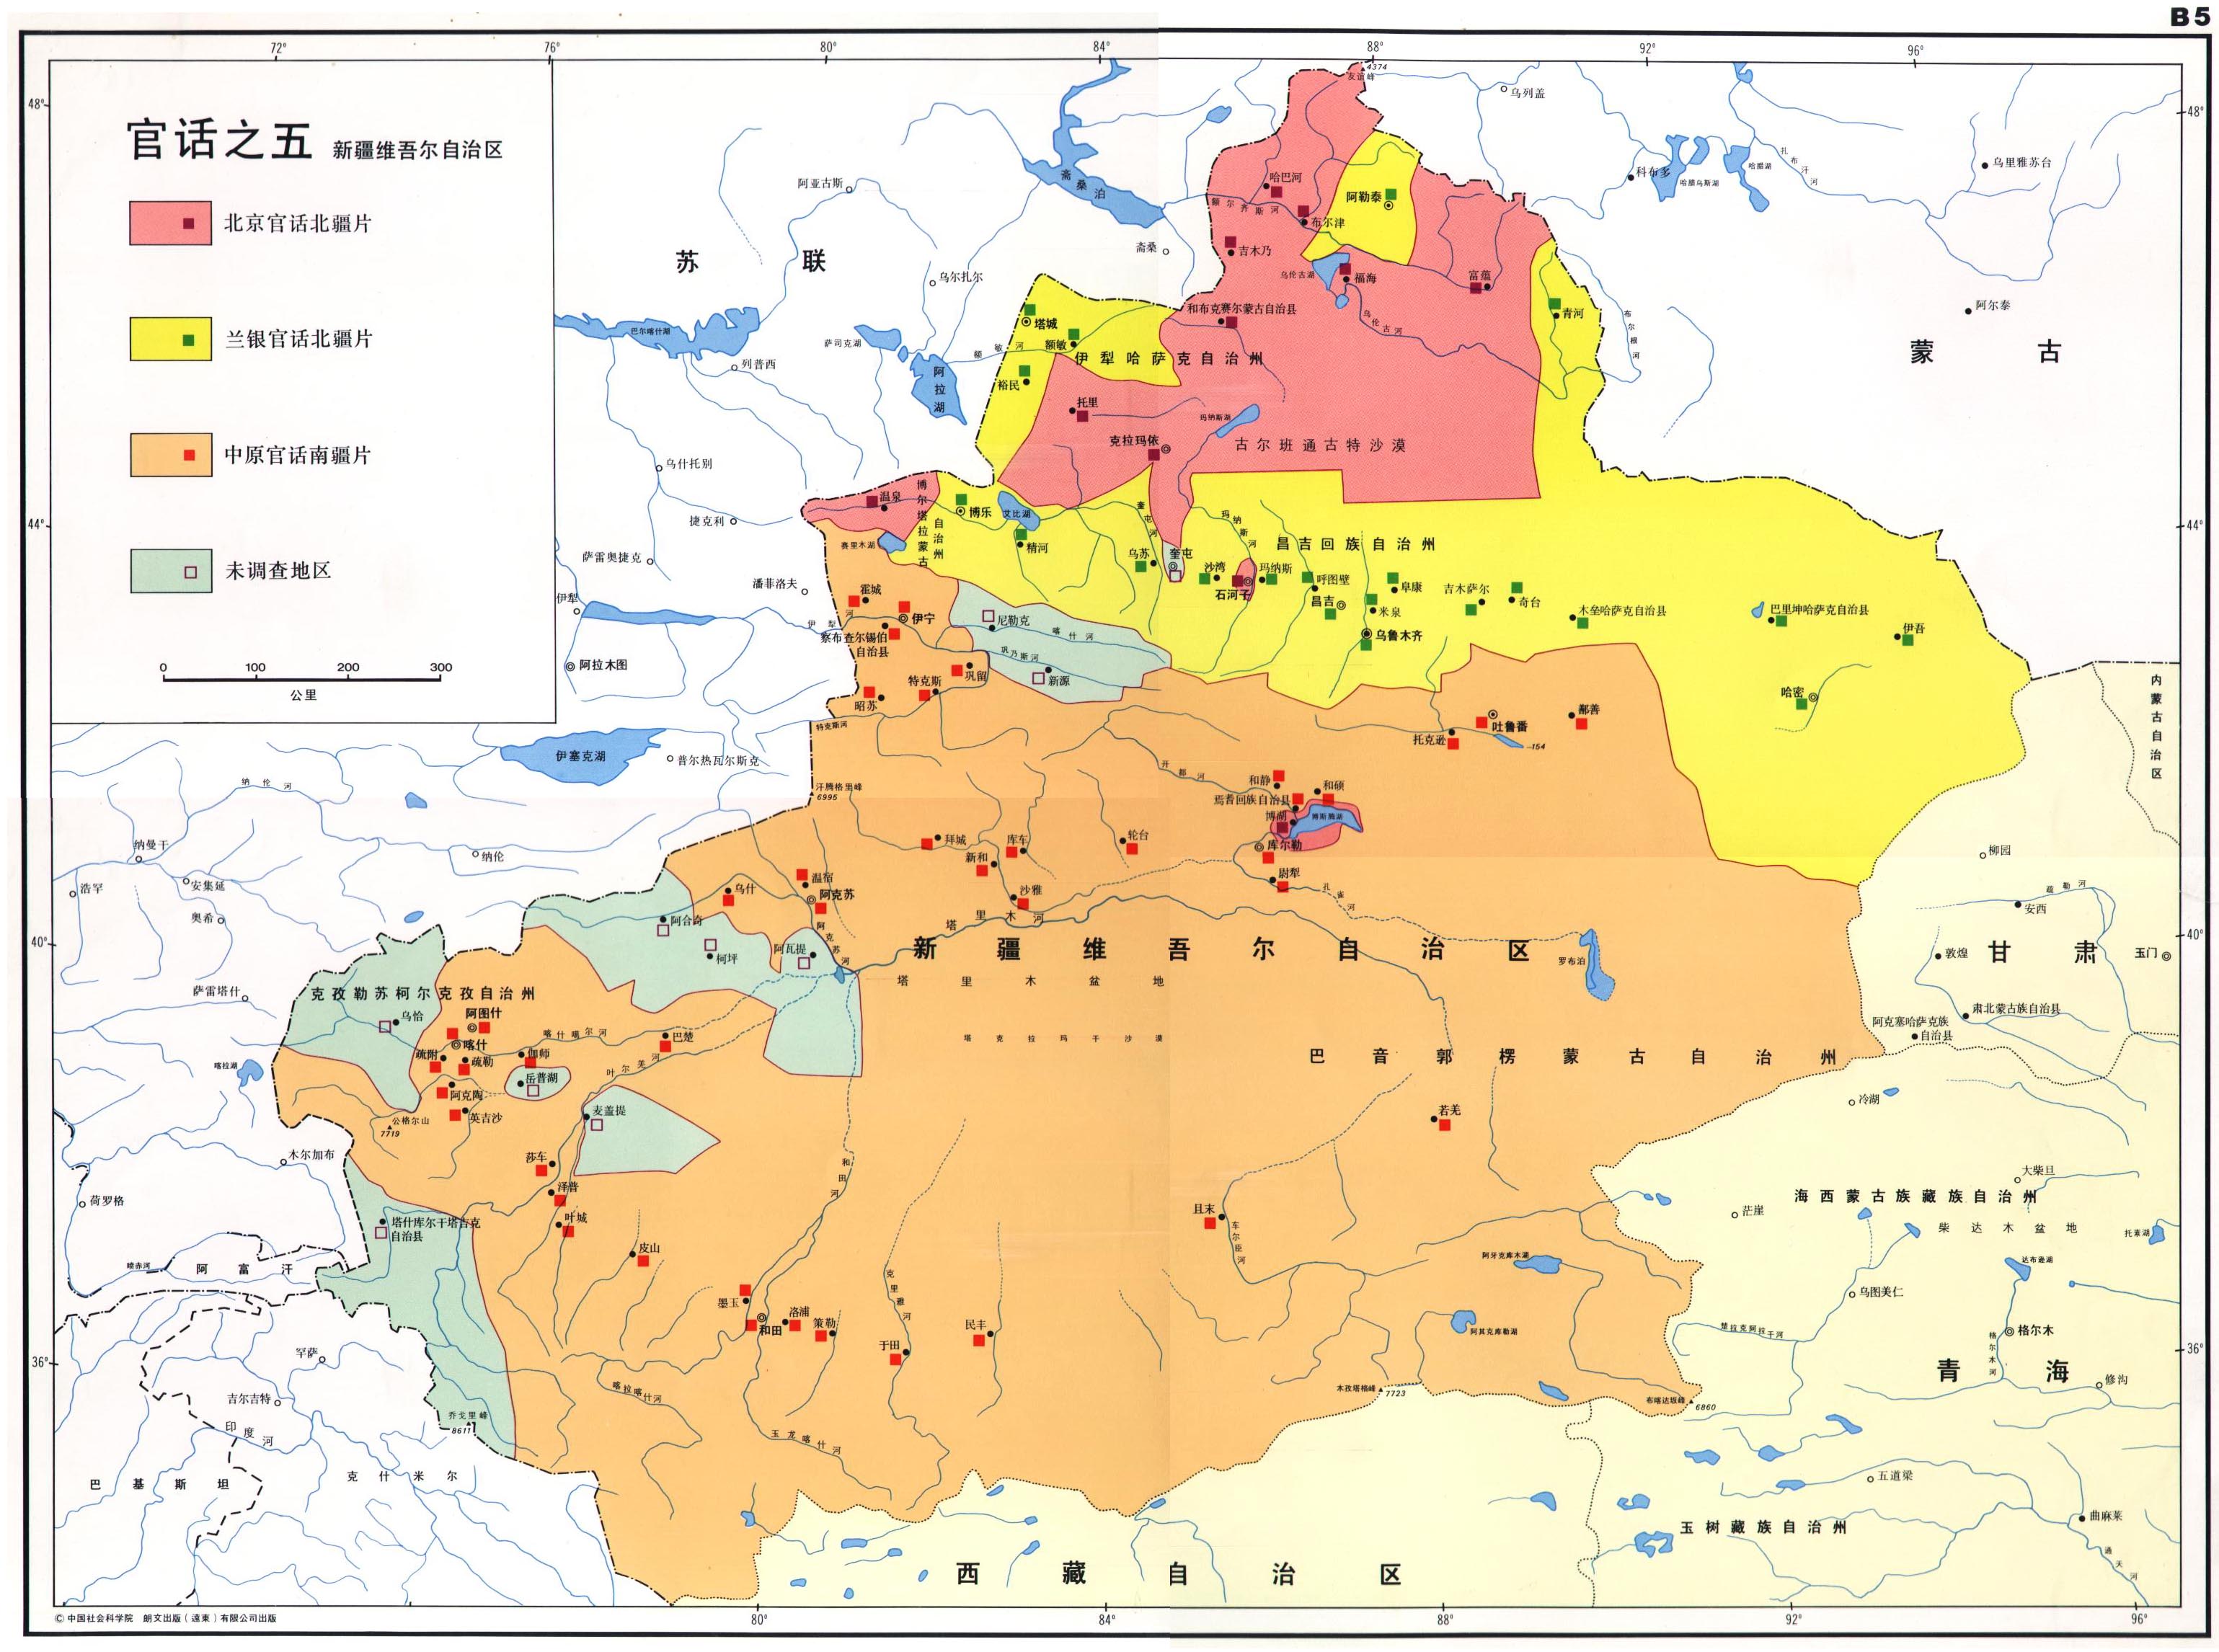 B5
72°
76°
80°
84°
88°
92°
96°
48°
48°
官话之五 新疆维吾尔自治区
北京官话北疆片
兰银官话北疆片
中原官话南疆片
未调查地区
0 100 200 300
公里
苏联
蒙古
4374
友谊峰
乌列盖
科布多
哈腊乌斯湖
哈腊湖
扎布汗河
乌里雅苏台
阿尔泰
布尔根河
阿亚古斯
斋桑泊
斋桑
乌尔扎尔
巴尔喀什湖
列普西
萨司克湖
阿拉湖
额敏河
乌什托别
捷克利
萨雷奥捷克
潘菲洛夫
伊犁
伊犁河
阿拉木图
哈巴河
额尔齐斯河
布尔津
阿勒泰
吉木乃
乌伦古湖
福海
富蕴
青河
和布克赛尔蒙古自治县
乌伦古河
塔城
额敏
裕民
伊犁哈萨克自治州
托里
玛纳斯湖
克拉玛依
古尔班通古特沙漠
44°
44°
温泉
博尔塔拉蒙古自治州
博乐
艾比湖
赛里木湖
精河
奎屯河
乌苏
奎屯
玛纳斯河
沙湾
石河子
玛纳斯
昌吉回族自治州
呼图壁
昌吉
阜康
米泉
乌鲁木齐
吉木萨尔
奇台
木垒哈萨克自治县
巴里坤哈萨克自治县
伊吾
哈密
霍城
伊宁
察布查尔锡伯
自治县
尼勒克
喀什河
巩乃斯河
巩留
新源
特克斯
昭苏
特克斯河
吐鲁番
鄯善
托克逊
-154
内蒙古自治区
伊塞克湖
普尔热瓦尔斯克
汗腾格里峰
6995
纳伦河
纳曼干
纳伦
浩罕
安集延
奥希
开都河
和静
和硕
焉耆回族自治县
博湖
博斯腾湖
库尔勒
尉犁
孔雀河
拜城
库车
新和
轮台
沙雅
温宿
阿克苏
乌什
阿克苏河
阿合奇
柯坪
阿瓦提
塔里木河
40°
40°
新疆维吾尔自治区
罗布泊
塔里木盆地
塔克拉玛干沙漠
柳园
疏勒河
安西
敦煌
甘肃
玉门
肃北蒙古族自治县
阿克塞哈萨克族
自治县
萨雷塔什
克孜勒苏柯尔克孜自治州
乌恰
阿图什
喀什
疏附
疏勒
喀什噶尔河
伽师
巴楚
岳普湖
叶尔羌河
阿克陶
英吉沙
喀拉湖
公格尔山
7719
麦盖提
巴音郭楞蒙古自治州
若羌
冷湖
木尔加布
荷罗格
莎车
泽普
叶城
皮山
和田河
塔什库尔干塔吉克
自治县
喷赤河
阿富汗
且末
车尔臣河
大柴旦
海西蒙古族藏族自治州
茫崖
柴达木盆地
托素湖
达布逊湖
阿牙克库木湖
阿其克库勒湖
乌图美仁
楚拉克阿拉干河
格尔木
格尔木河
墨玉
和田
洛浦
策勒
克里雅河
于田
民丰
36°
36°
罕萨
吉尔吉特
印度河
乔戈里峰
8611
喀拉喀什河
玉龙喀什河
木孜塔格峰
7723
布喀达坂峰
6860
青海
修沟
巴基斯坦
克什米尔
五道梁
曲麻莱
通天河
玉树藏族自治州
西藏自治区
© 中国社会科学院 朗文出版（远東）有限公司出版
80°
84°
88°
92°
96°